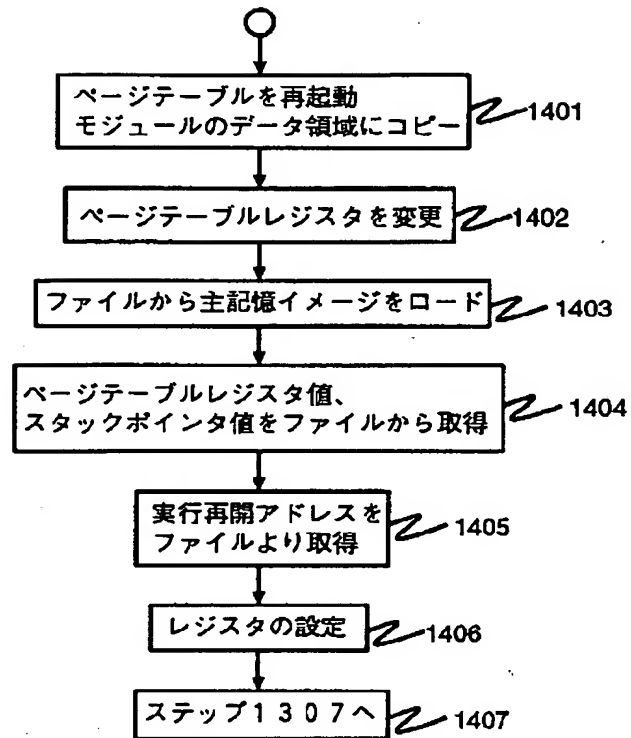 ページテーブルを再起動
モジュールのデータ領域にコピー
1401
ページテーブルレジスタを変更
1402
ファイルから主記憶イメージをロード
1403
ページテーブルレジスタ値、
スタックポインタ値をファイルから取得
1404
実行再開アドレスを
ファイルより取得
1405
レジスタの設定
1406
ステップ1307へ
1407